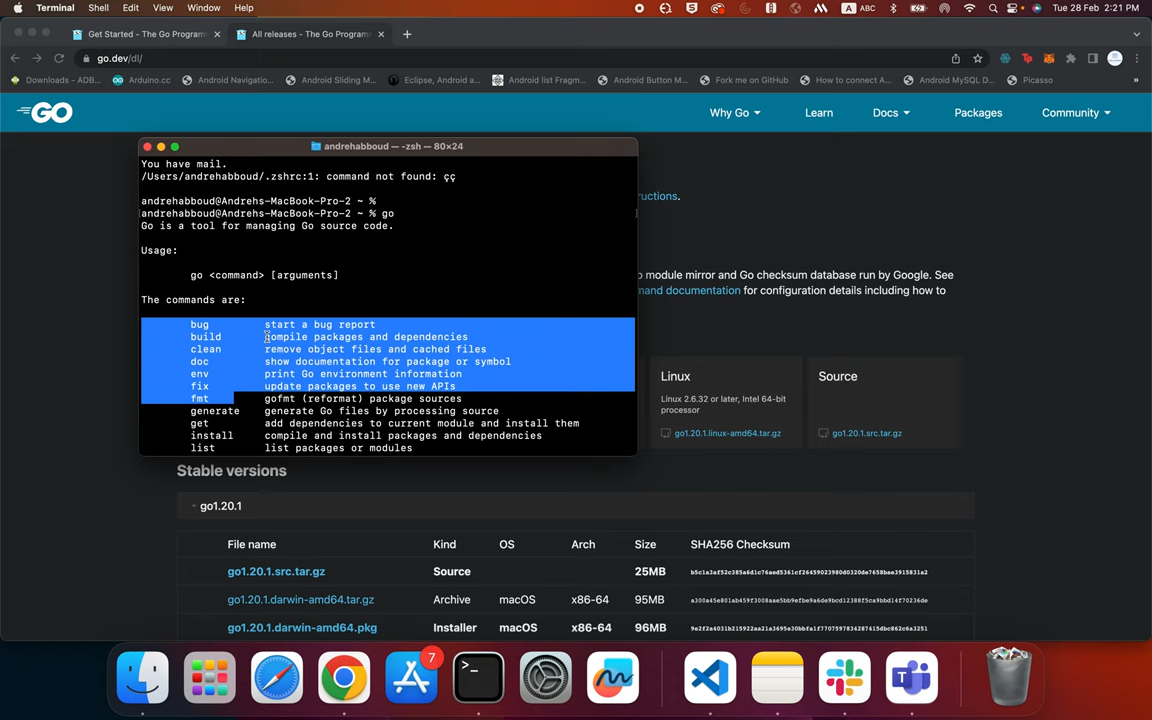 Terminal Shell Edit View Window Help
ABC
Tue 28 Feb 2:21 PM
Get Started - The Go Program
All releases - The Go Program
go.dev/dl/
Downloads - ADB...
Arduino.cc
Android Navigatio...
Android Sliding M...
Eclipse, Android a...
Android list Fragm...
Android Button M...
Fork me on GitHub
How to connect A...
Android MySQL D...
Picasso
GO
Why Go
Learn
Docs
Packages
Community
andrehabboud — -zsh — 80×24
You have mail.
/Users/andrehabboud/.zshrc:1: command not found: çç
andrehabboud@Andrehs-MacBook-Pro-2 ~ %
andrehabboud@Andrehs-MacBook-Pro-2 ~ % go
Go is a tool for managing Go source code.
Usage:
go <command> [arguments]
The commands are:
bug start a bug report
build compile packages and dependencies
clean remove object files and cached files
doc show documentation for package or symbol
env print Go environment information
fix update packages to use new APIs
fmt gofmt (reformat) package sources
generate generate Go files by processing source
get add dependencies to current module and install them
install compile and install packages and dependencies
list list packages or modules
ructions.
o module mirror and Go checksum database run by Google. See
mand documentation for configuration details including how to
Linux
Linux 2.6.32 or later, Intel 64-bit
processor
go1.20.1.linux-amd64.tar.gz
Source
go1.20.1.src.tar.gz
Stable versions
go1.20.1
File name Kind OS Arch Size SHA256 Checksum
go1.20.1.src.tar.gz Source 25MB
go1.20.1.darwin-amd64.tar.gz Archive macOS x86-64 95MB
go1.20.1.darwin-amd64.pkg Installer macOS x86-64 96MB
7